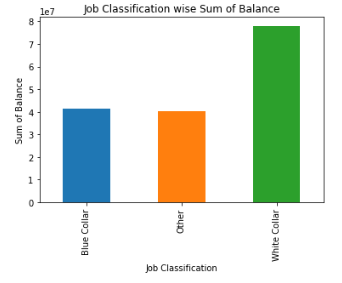 Job Classification wise Sum of Balance
1e7
8
7
6
5
4
3
2
1
0
Sum of Balance
Blue Collar
Other
White Collar
Job Classification